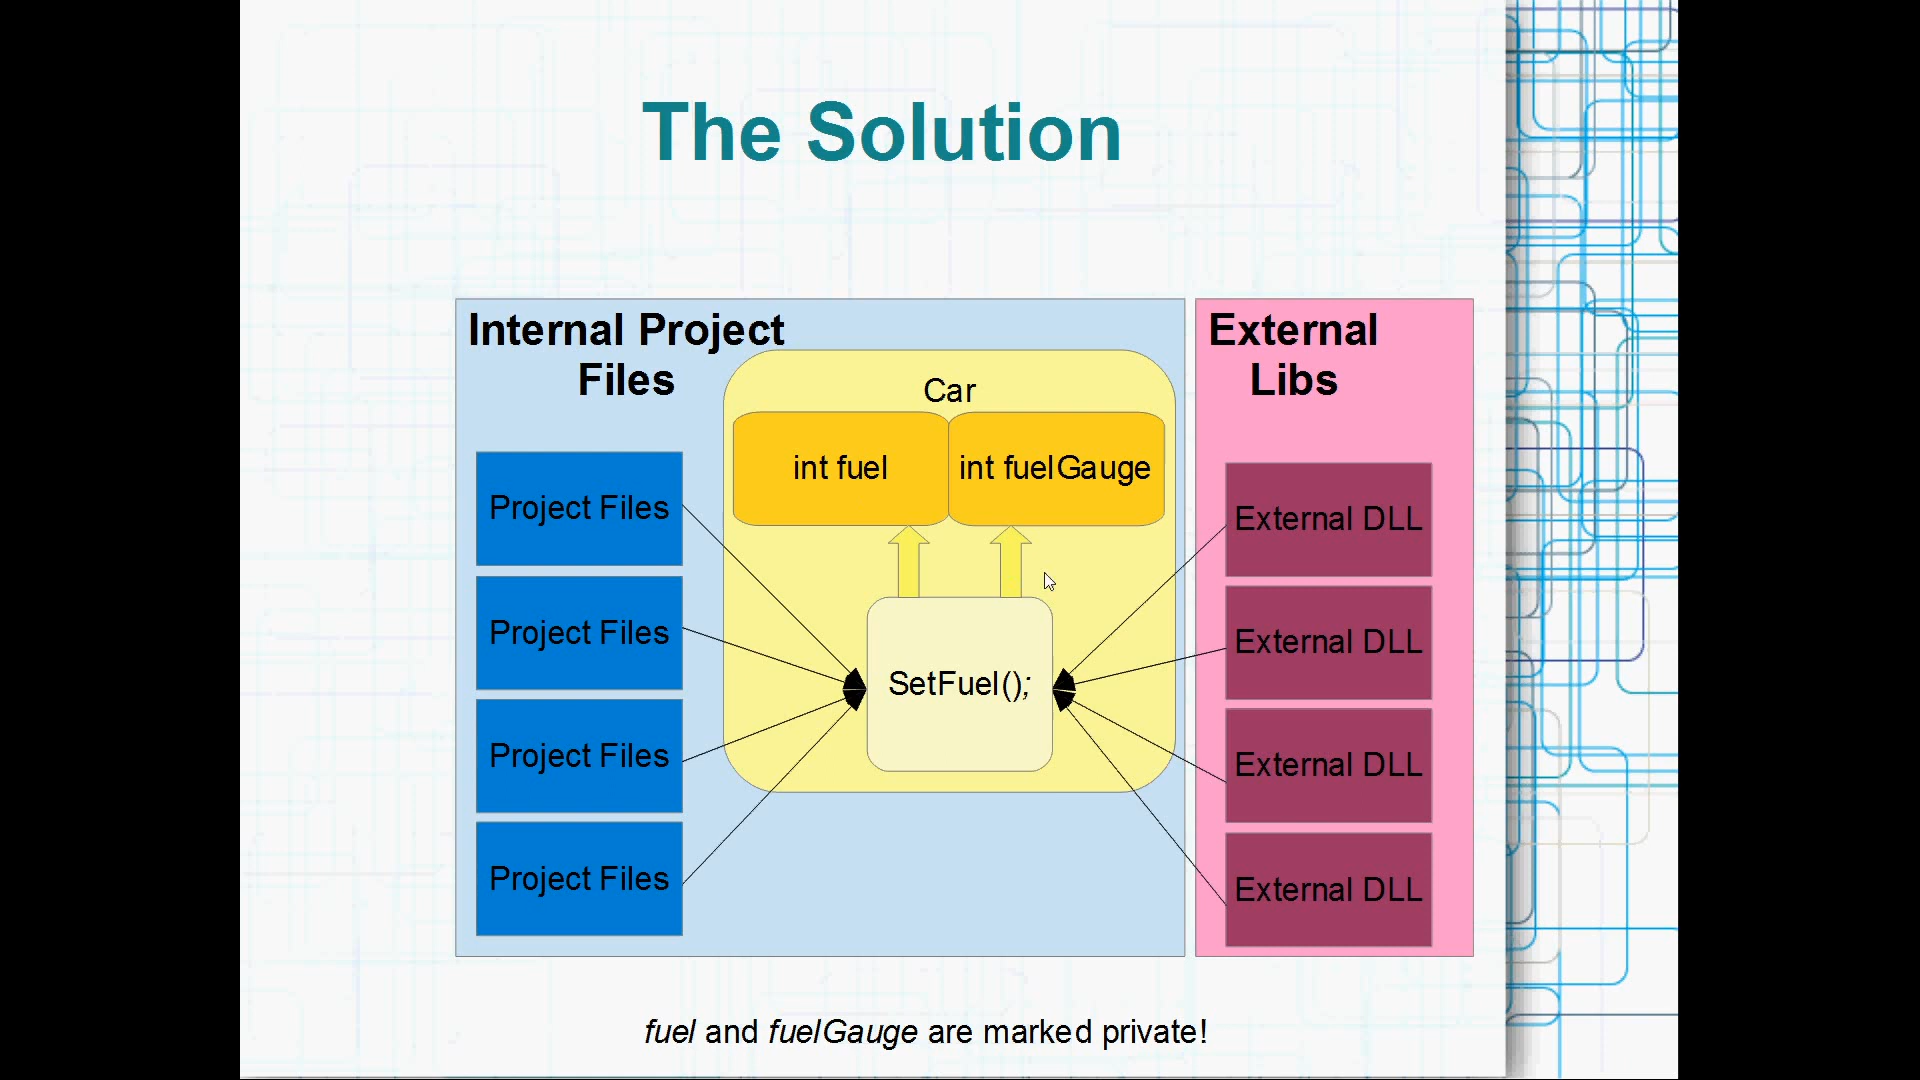 The Solution
Internal Project
Files
External
Libs
Car
int fuel
int fuelGauge
Project Files
Project Files
Project Files
Project Files
SetFuel();
External DLL
External DLL
External DLL
External DLL
fuel and fuelGauge are marked private!